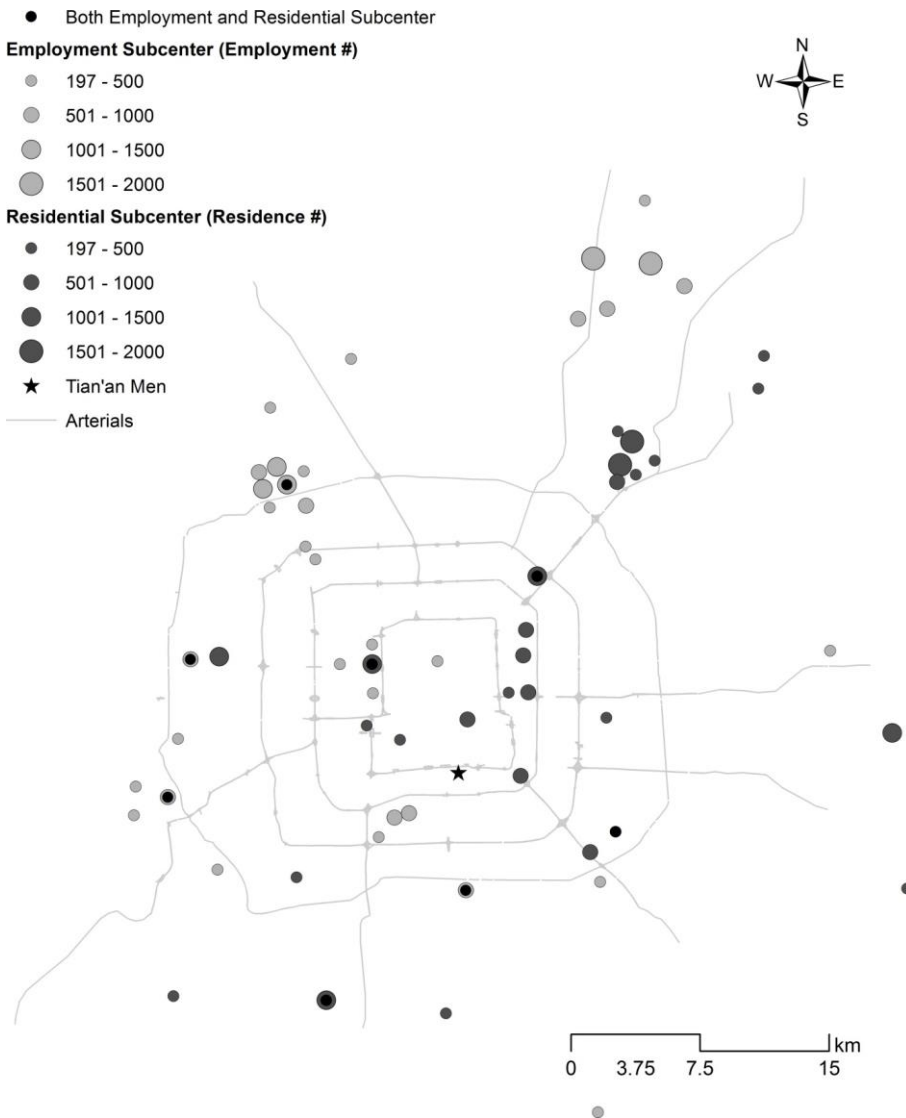 Both Employment and Residential Subcenter
Employment Subcenter (Employment #)
197 - 500
501 - 1000
1001 - 1500
1501 - 2000
Residential Subcenter (Residence #)
197 - 500
501 - 1000
1001 - 1500
1501 - 2000
Tian'an Men
Arterials
N
W E
S
km
0 3.75 7.5 15